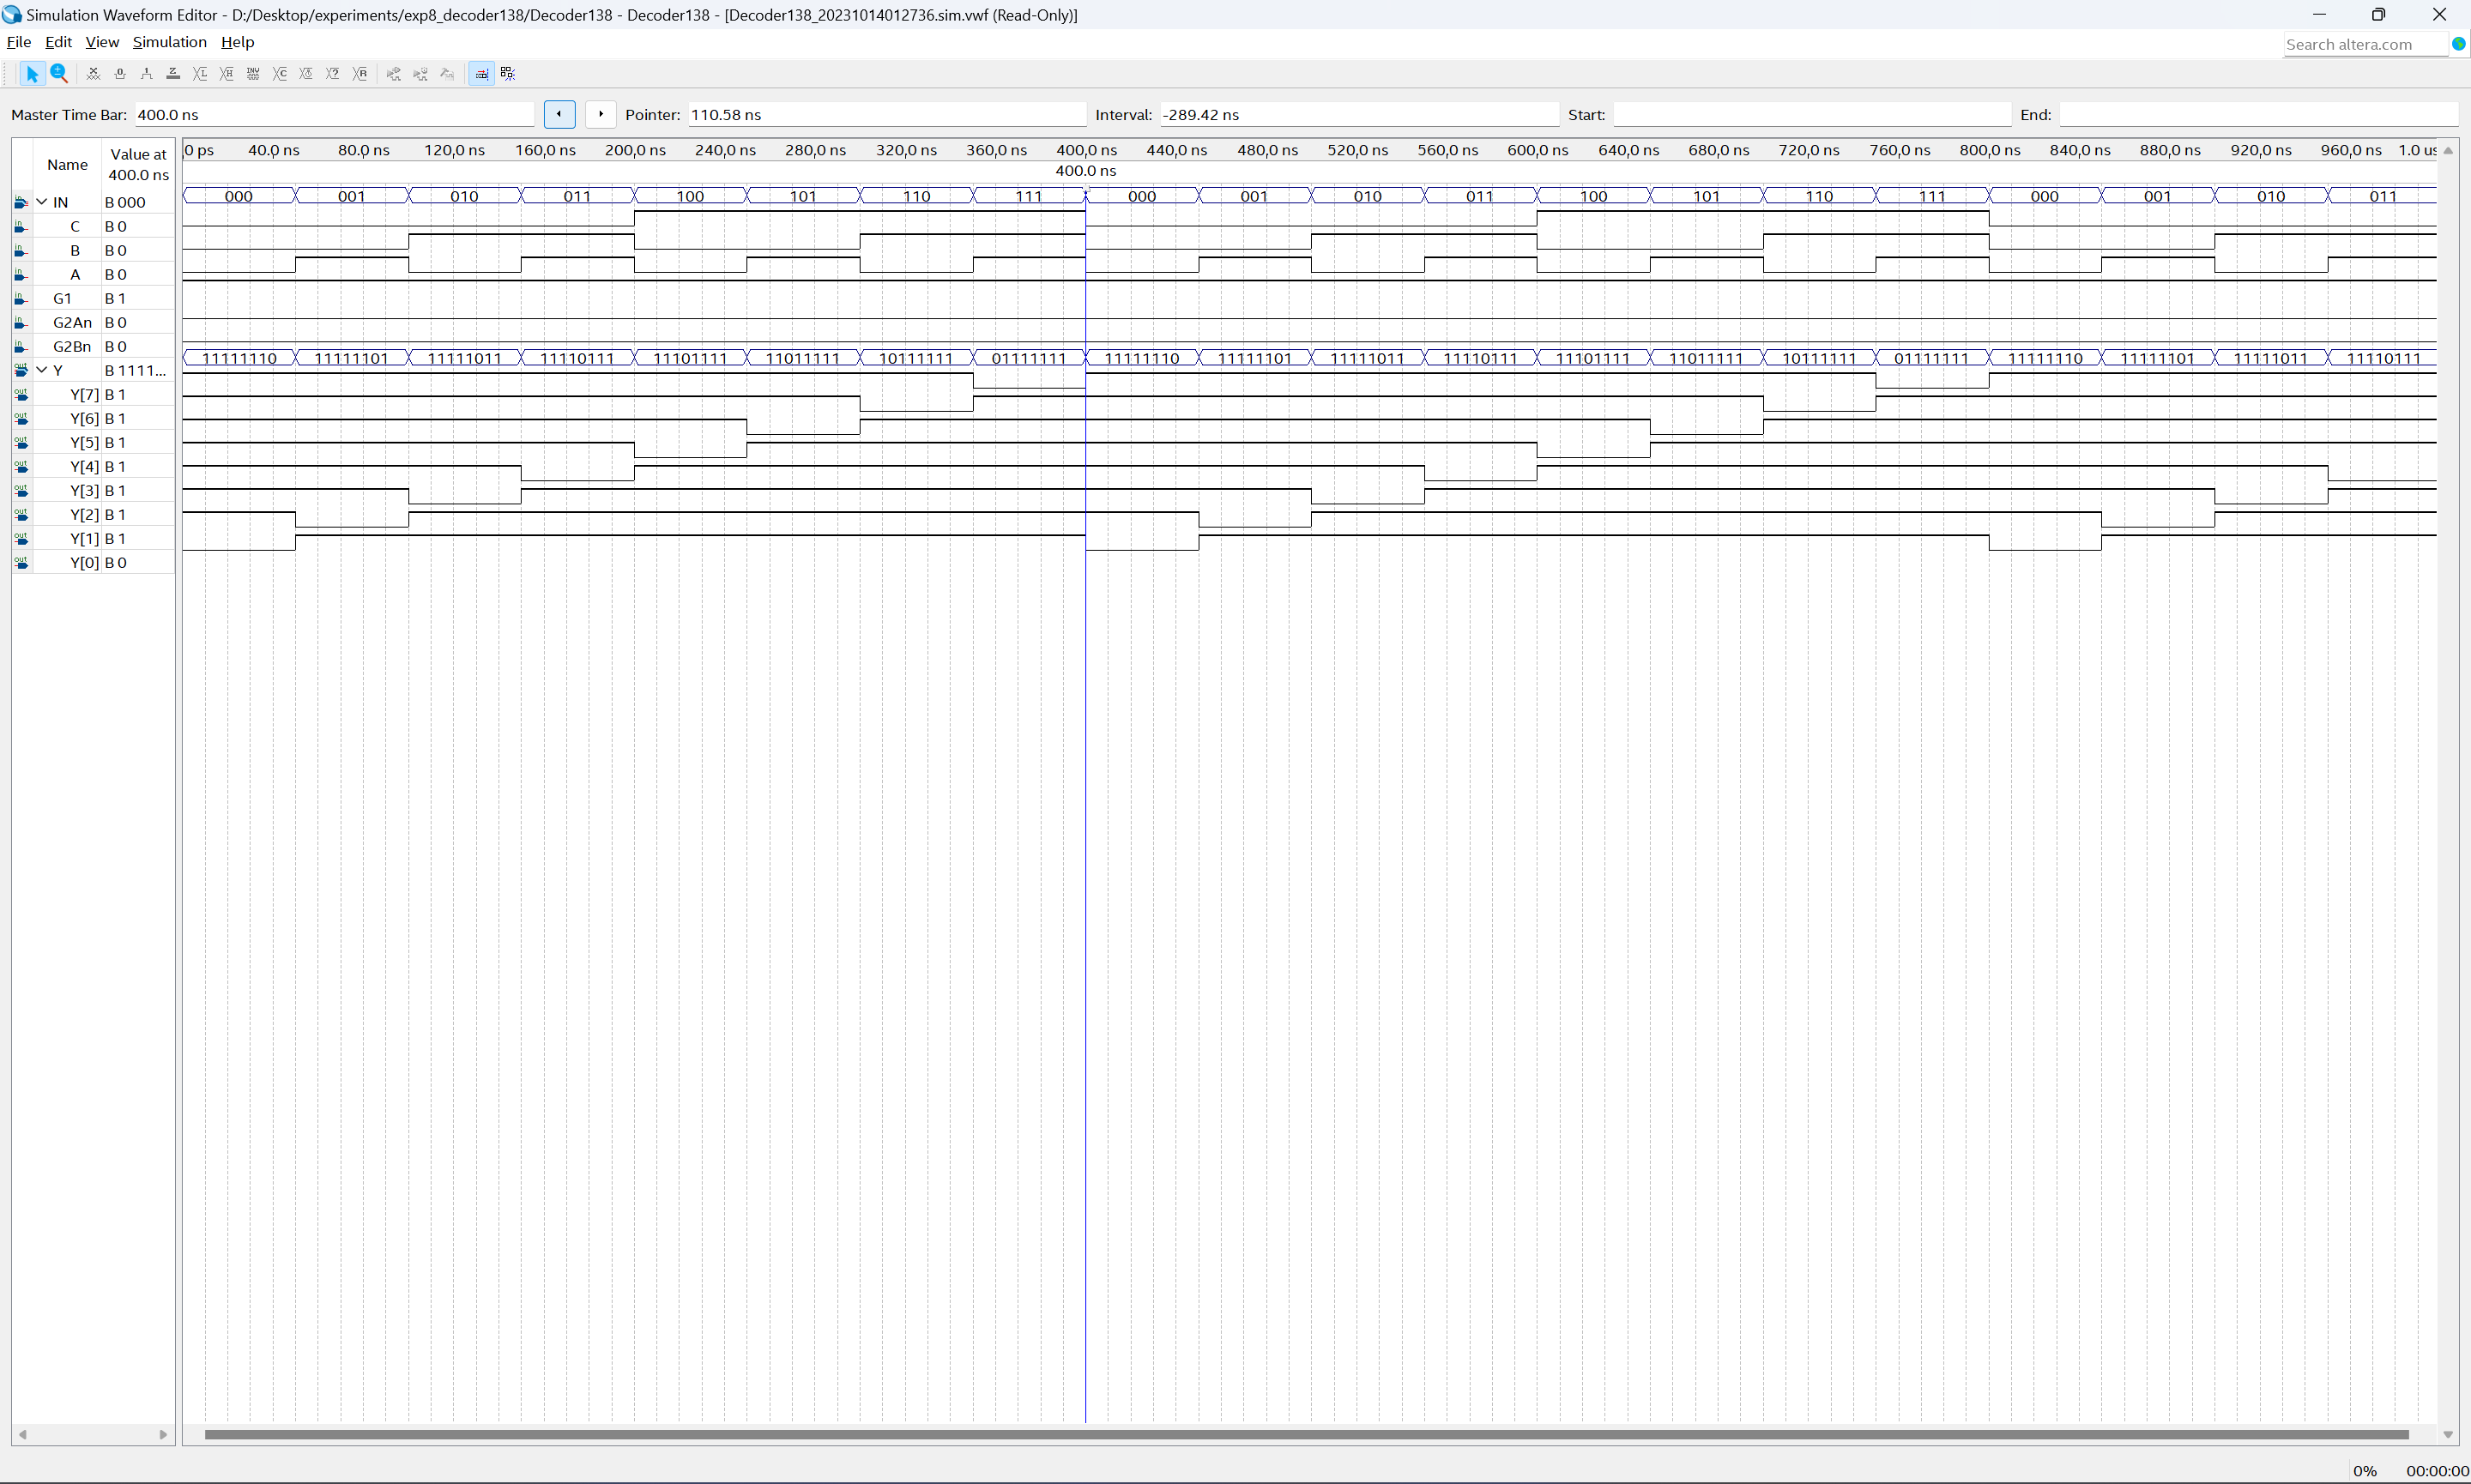 Simulation Waveform Editor - D:/Desktop/experiments/exp8_decoder138/Decoder138 - Decoder138 - [Decoder138_20231014012736.sim.vwf (Read-Only)]
File Edit View Simulation Help
Search altera.com
Master Time Bar: 400.0 ns Pointer: 110.58 ns Interval: -289.42 ns Start: End:
Name Value at 400.0 ns
0 ps 40.0 ns 80.0 ns 120.0 ns 160.0 ns 200.0 ns 240.0 ns 280.0 ns 320.0 ns 360.0 ns 400.0 ns 440.0 ns 480.0 ns 520.0 ns 560.0 ns 600.0 ns 640.0 ns 680.0 ns 720.0 ns 760.0 ns 800.0 ns 840.0 ns 880.0 ns 920.0 ns 960.0 ns 1.0 us
400.0 ns
IN B 000 000 001 010 011 100 101 110 111 000 001 010 011 100 101 110 111 000 001 010 011
C B 0
B B 0
A B 0
G1 B 1
G2An B 0
G2Bn B 0
Y B 1111... 11111110 11111101 11111011 11110111 11101111 11011111 10111111 01111111 11111110 11111101 11111011 11110111 11101111 11011111 10111111 01111111 11111110 11111101 11111011 11110111
Y[7] B 1
Y[6] B 1
Y[5] B 1
Y[4] B 1
Y[3] B 1
Y[2] B 1
Y[1] B 1
Y[0] B 0
0% 00:00:00